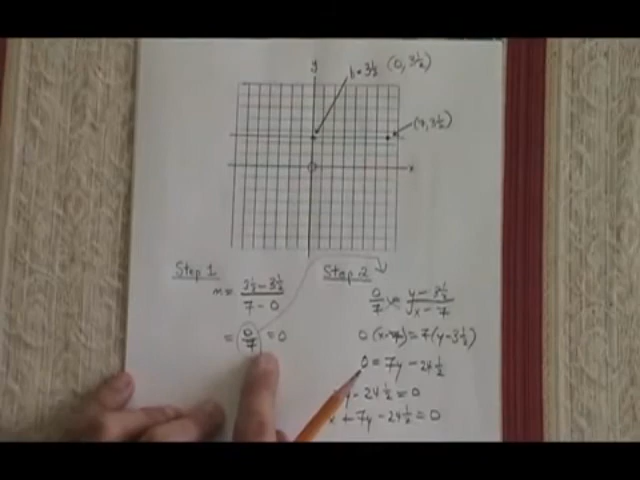 y
b = 3½ (0, 3½)
(7, 3½)
x
Step 1
m = 3½ - 3½
7 - 0
= 0/7 = 0
Step 2
0/7 = y - 3½
x - 7
0 (x - 7) = 7 (y - 3½)
0 = 7y - 24½
y - 24½ = 0
x + 7y - 24½ = 0